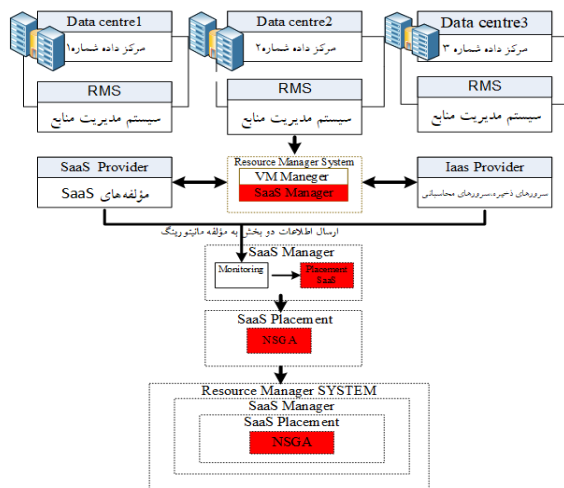 Data centre1
مرکز داده شماره۱
RMS
سیستم مدیریت منابع
Data centre2
مرکز داده شماره۲
RMS
سیستم مدیریت منابع
Data centre3
مرکز داده شماره ۳
RMS
سیستم مدیریت منابع
SaaS Provider
مؤلفه‌های SaaS
Resource Manager System
VM Maneger
SaaS Manager
Iaas Provider
سرورهای ذخیره،سرورهای محاسباتی
ارسال اطلاعات دو بخش به مؤلفه مانیتورینگ
SaaS Manager
Monitoring
Placement
SaaS
SaaS Placement
NSGA
Resource Manager SYSTEM
SaaS Manager
SaaS Placement
NSGA